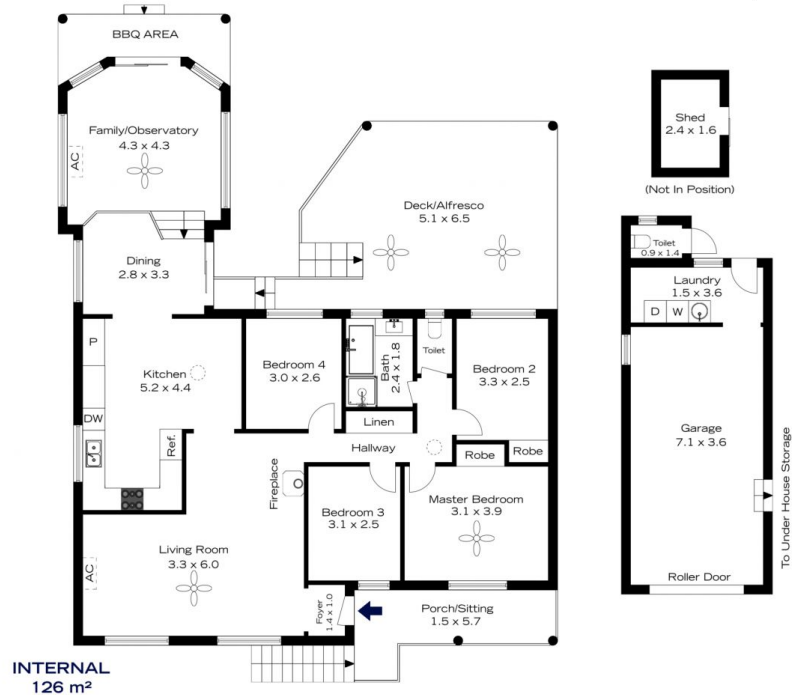 BBQ AREA
Family/Observatory
4.3 x 4.3
AC
Shed
2.4 x 1.6
(Not In Position)
Deck/Alfresco
5.1 x 6.5
Dining
2.8 x 3.3
Toilet
0.9 x 1.4
Laundry
1.5 x 3.6
D W
P
Kitchen
5.2 x 4.4
DW
Ref.
Bedroom 4
3.0 x 2.6
Bath
2.4 x 1.8
Toilet
Bedroom 2
3.3 x 2.5
Linen
Hallway
Robe
Robe
Garage
7.1 x 3.6
To Under House Storage
Fireplace
Bedroom 3
3.1 x 2.5
Master Bedroom
3.1 x 3.9
Living Room
3.3 x 6.0
AC
Foyer
1.4 x 1.0
Porch/Sitting
1.5 x 5.7
Roller Door
INTERNAL
126 m²